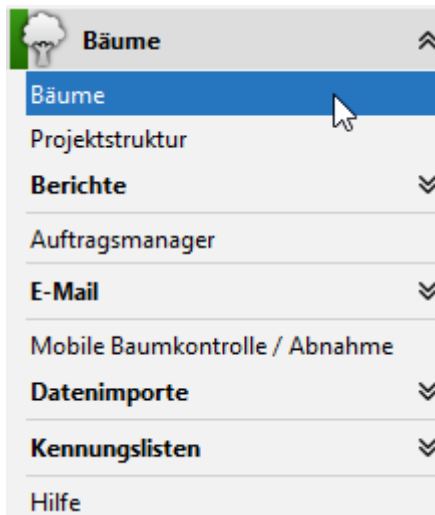 Bäume
Bäume
Projektstruktur
Berichte
Auftragsmanager
E-Mail
Mobile Baumkontrolle / Abnahme
Datenimporte
Kennungslisten
Hilfe